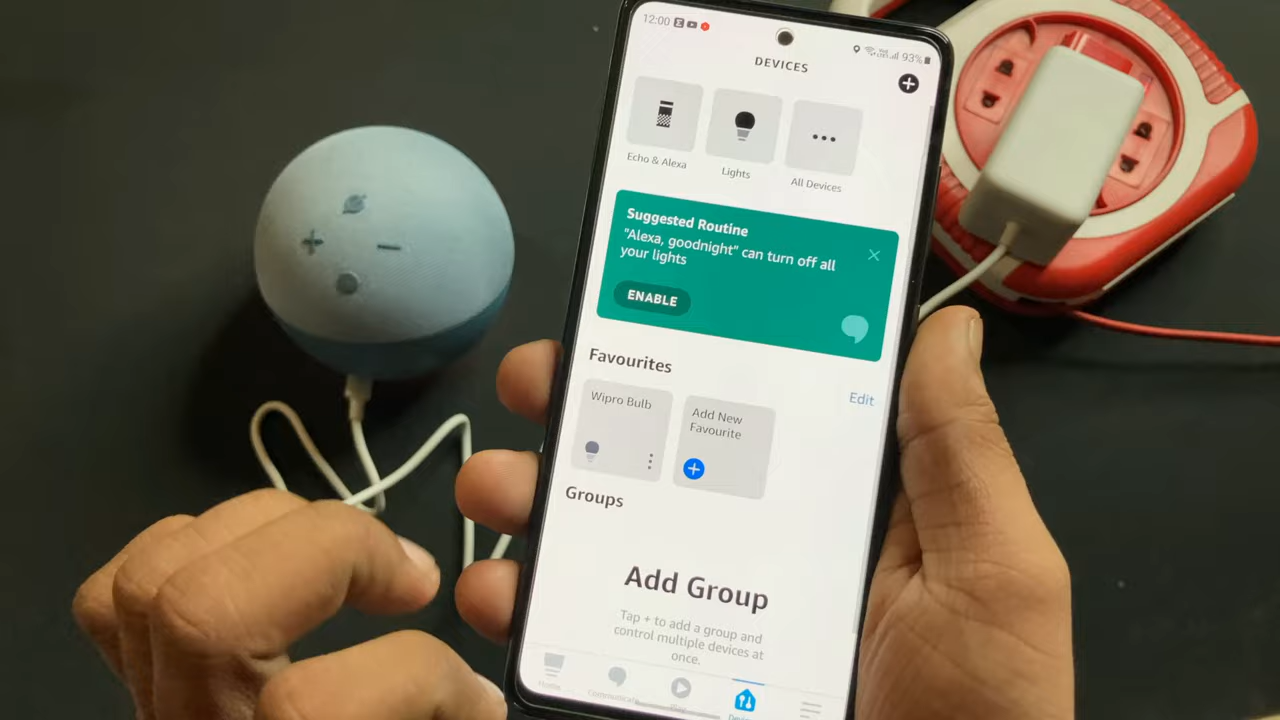 12:00
93%
DEVICES
Echo & Alexa
Lights
All Devices
Suggested Routine
"Alexa, goodnight" can turn off all
your lights
ENABLE
Favourites
Edit
Wipro Bulb
Add New
Favourite
Groups
Add Group
Tap + to add a group and
control multiple devices at
once.
Home